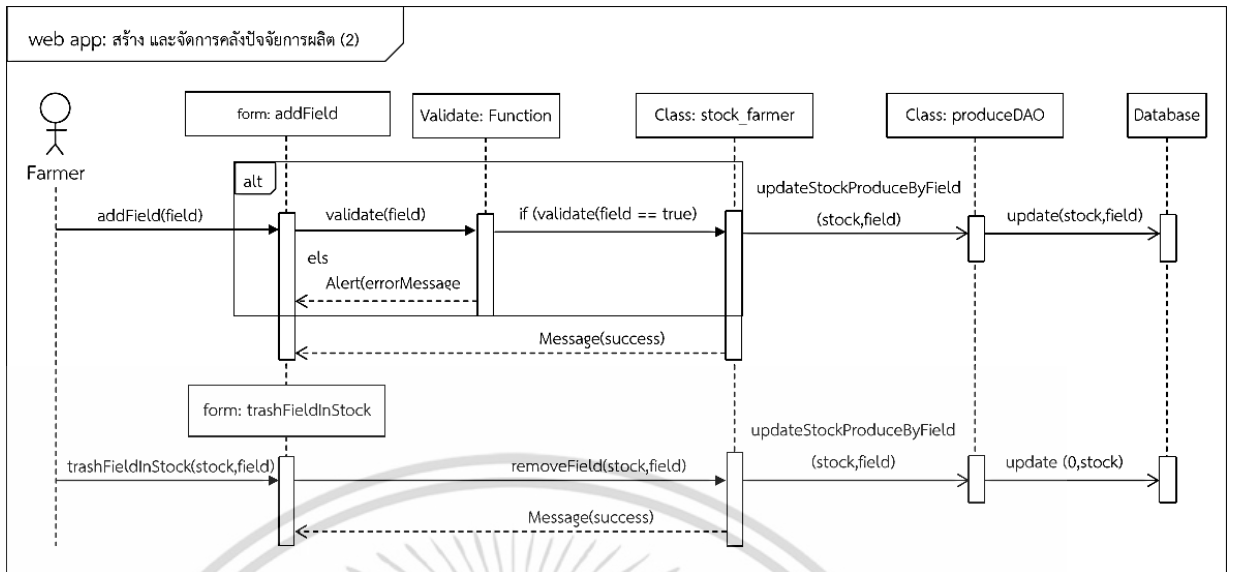 web app: สร้าง และจัดการคลังปัจจัยการผลิต (2)
Farmer
form: addField
Validate: Function
Class: stock_farmer
Class: produceDAO
Database
alt
addField(field)
validate(field)
if (validate(field == true)
updateStockProduceByField
(stock,field)
update(stock,field)
els
Alert(errorMessage
Message(success)
form: trashFieldInStock
trashFieldInStock(stock,field)
removeField(stock,field)
updateStockProduceByField
(stock,field)
update (0,stock)
Message(success)